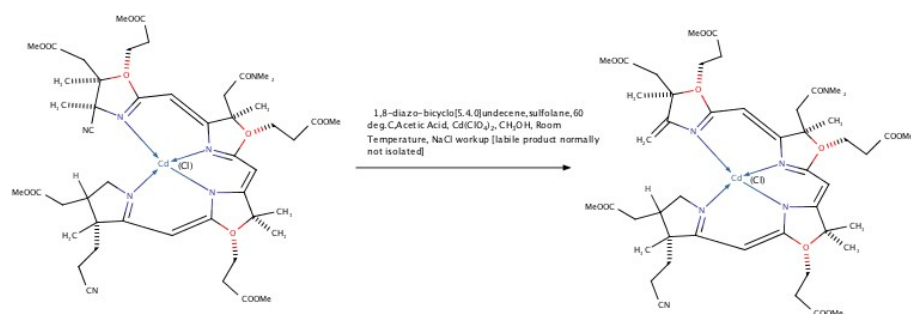 MeOOC
MeOOC
H₃C
O
H₃C
N
NC
CONMe₂
CH₃
O
COOMe
N
Cd
(Cl)
H
N
N
MeOOC
H₃C
CH₃
CH₃
O
CN
COOMe
1,8-diazo-bicyclo[5.4.0]undecene,sulfolane,60
deg.C,Acetic Acid, Cd(ClO₄)₂, CH₃OH, Room
Temperature, NaCl workup [labile product normally
not isolated]
MeOOC
MeOOC
H₃C
O
H₂C
N
CONMe₂
CH₃
O
COOMe
N
Cd
(Cl)
H
N
N
MeOOC
H₃C
CH₃
CH₃
O
CN
COOMe